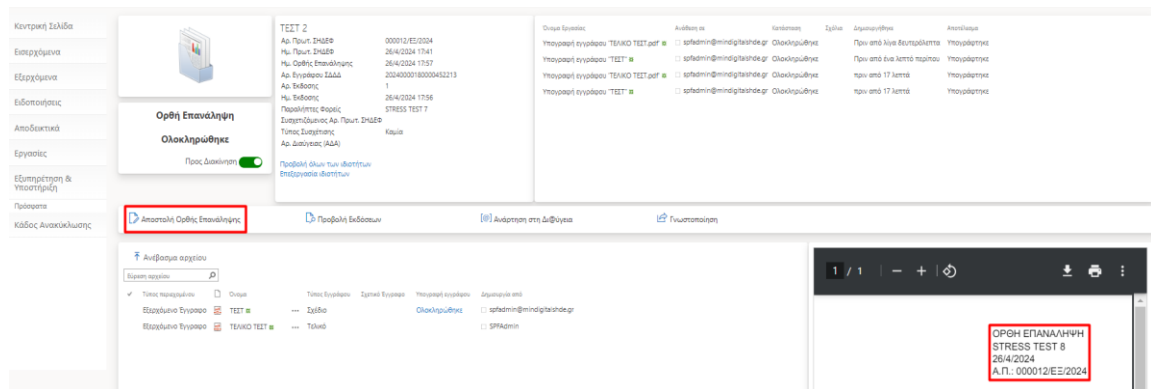 Κεντρική Σελίδα
Εισερχόμενα
Εξερχόμενα
Ειδοποιήσεις
Αποδεικτικά
Εργασίες
Εξυπηρέτηση &
Υποστήριξη
Πρόσφατα
Κάδος Ανακύκλωσης
Ορθή Επανάληψη
Ολοκληρώθηκε
Προς Διακίνηση
ΤΕΣΤ 2
Αρ. Πρωτ. ΣΗΔΕΦ 000012/ΕΞ/2024
Ημ. Πρωτ. ΣΗΔΕΦ 26/4/2024 17:41
Ημ. Ορθής Επανάληψης 26/4/2024 17:57
Αρ. Εγγράφου ΣΔΔΔ 20240000180000452213
Αρ. Έκδοσης 1
Ημ. Έκδοσης 26/4/2024 17:56
Παραλήπτες Φορείς STRESS TEST 7
Συσχετιζόμενος Αρ. Πρωτ. ΣΗΔΕΦ
Τύπος Συσχέτισης Καμία
Αρ. Διαύγειας (ΑΔΑ)
Προβολή όλων των ιδιοτήτων
Επεξεργασία ιδιοτήτων
Όνομα Εργασίας Ανάθεση σε Κατάσταση Σχόλια Δημιουργήθηκε Αποτέλεσμα
Υπογραφή εγγράφου "ΤΕΛΙΚΟ ΤΕΣΤ.pdf spfadmin@mindigitalshde.gr Ολοκληρώθηκε Πριν από λίγα δευτερόλεπτα Υπογράφτηκε
Υπογραφή εγγράφου "ΤΕΣΤ" spfadmin@mindigitalshde.gr Ολοκληρώθηκε Πριν από ένα λεπτό περίπου Υπογράφτηκε
Υπογραφή εγγράφου "ΤΕΛΙΚΟ ΤΕΣΤ.pdf spfadmin@mindigitalshde.gr Ολοκληρώθηκε πριν από 17 λεπτά Υπογράφτηκε
Υπογραφή εγγράφου "ΤΕΣΤ" spfadmin@mindigitalshde.gr Ολοκληρώθηκε πριν από 17 λεπτά Υπογράφτηκε
Αποστολή Ορθής Επανάληψης Προβολή Εκδόσεων [@] Ανάρτηση στη Δι@ύγεια Γνωστοποίηση
Ανέβασμα αρχείου
Εύρεση αρχείου
Τύπος περιεχομένου Όνομα Τύπος Εγγράφου Σχετικό Έγγραφο Υπογραφή εγγράφου Δημιουργία από
Εξερχόμενο Έγγραφο ΤΕΣΤ ... Σχέδιο Ολοκληρώθηκε spfadmin@mindigitalshde.gr
Εξερχόμενο Έγγραφο ΤΕΛΙΚΟ ΤΕΣΤ ... Τελικό SPFAdmin
1 / 1
ΟΡΘΗ ΕΠΑΝΑΛΗΨΗ
STRESS TEST 8
26/4/2024
Α.Π.: 000012/ΕΞ/2024